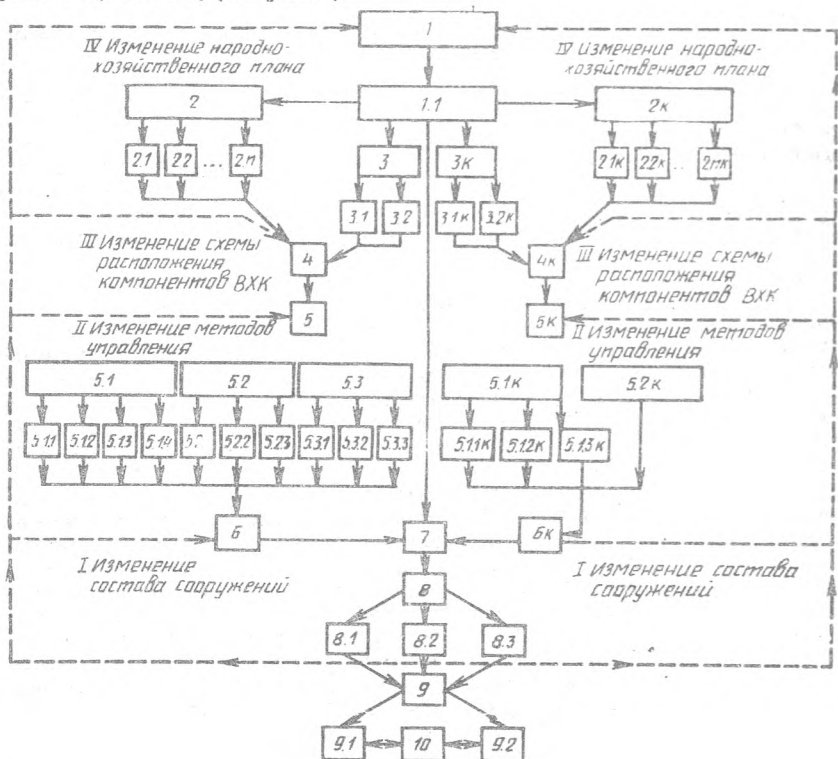 1
IV Изменение народно-
хозяйственного плана
IV Изменение народно-
хозяйственного плана
2
1.1
2к
2.1 2.2 ... 2.п
3
3к
2.1к 2.2к ... 2.пк
3.1 3.2
3.1к 3.2к
4
4к
III Изменение схемы
расположения
компонентов ВХК
III Изменение схемы
расположения
компонентов ВХК
5
5к
II Изменение методов
управления
II Изменение методов
управления
5.1 5.2 5.3
5.1к 5.2к
5.1.1 5.1.2 5.1.3 5.1.4 5.2.2 5.2.3 5.3.1 5.3.2 5.3.3
5.1.1к 5.1.2к 5.1.3к
6
7
6к
I Изменение
состава сооружений
I Изменение состава
сооружений
8
8.1 8.2 8.3
9
9.1 10 9.2